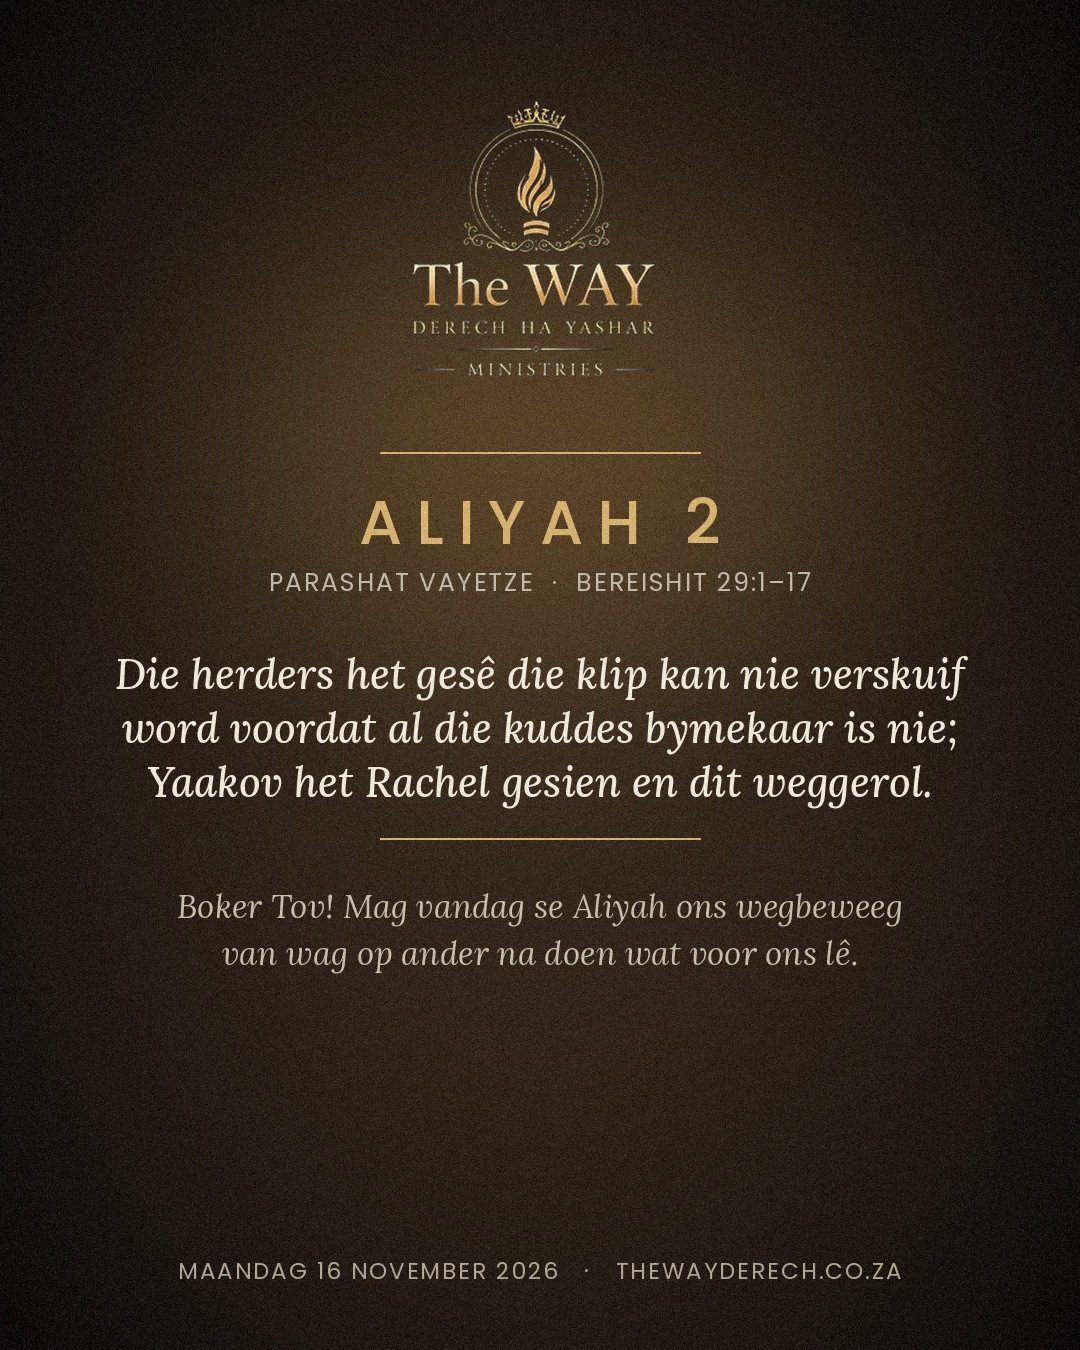 The WAY
DERECH HA YASHAR
MINISTRIES
ALIYAH 2
PARASHAT VAYETZE · BEREISHIT 29:1–17
Die herders het gesê die klip kan nie verskuif
word voordat al die kuddes bymekaar is nie;
Yaakov het Rachel gesien en dit weggerol.
Boker Tov! Mag vandag se Aliyah ons wegbeweeg
van wag op ander na doen wat voor ons lê.
MAANDAG 16 NOVEMBER 2026 · THEWAYDERECH.CO.ZA